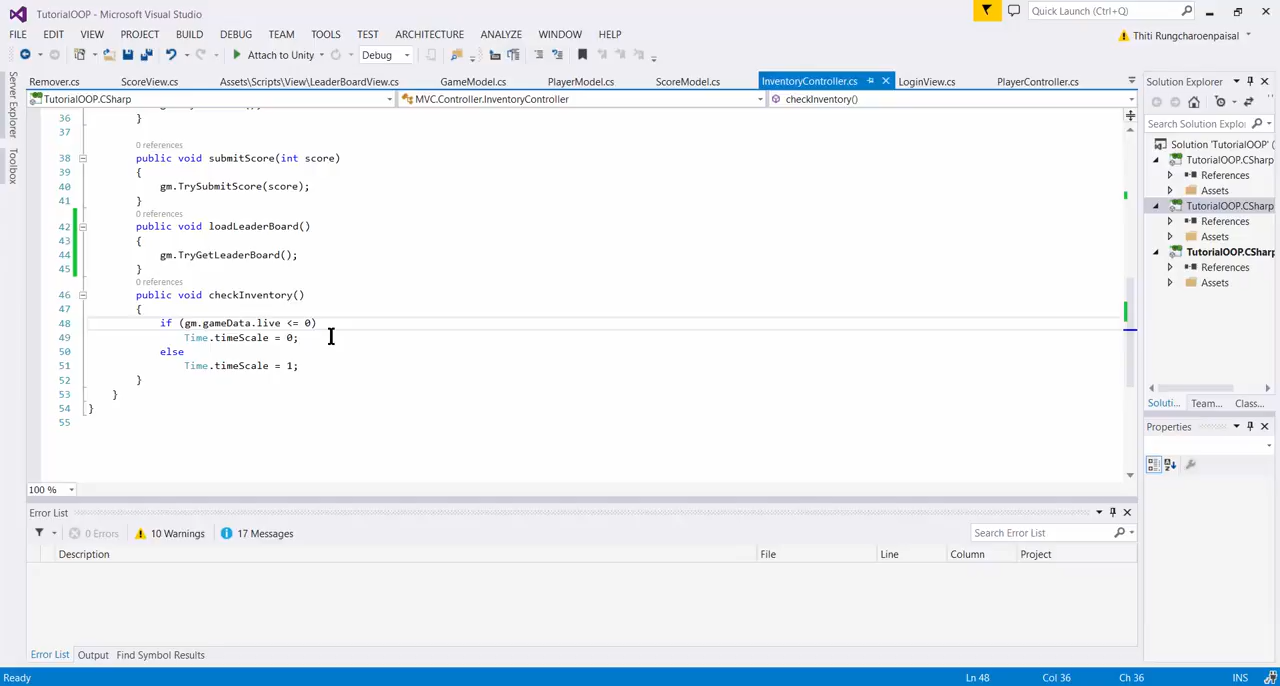 TutorialOOP - Microsoft Visual Studio
Quick Launch (Ctrl+Q)
FILE EDIT VIEW PROJECT BUILD DEBUG TEAM TOOLS TEST ARCHITECTURE ANALYZE WINDOW HELP
Thiti Rungcharoenpaisal
Attach to Unity
Debug
Server Explorer
Toolbox
Remover.cs ScoreView.cs Assets\Scripts\View\LeaderBoardView.cs GameModel.cs PlayerModel.cs ScoreModel.cs InventoryController.cs LoginView.cs PlayerController.cs
TutorialOOP.CSharp MVC.Controller.InventoryController checkInventory()
36 }
37
0 references
38 public void submitScore(int score)
39 {
40 gm.TrySubmitScore(score);
41 }
0 references
42 public void loadLeaderBoard()
43 {
44 gm.TryGetLeaderBoard();
45 }
0 references
46 public void checkInventory()
47 {
48 if (gm.gameData.live <= 0)
49 Time.timeScale = 0;
50 else
51 Time.timeScale = 1;
52 }
53 }
54 }
55
100 %
Solution Explorer
Search Solution Explo
Solution 'TutorialOOP' (
TutorialOOP.CSharp
References
Assets
TutorialOOP.CSharp
References
Assets
TutorialOOP.CSharp
References
Assets
Soluti... Team... Class...
Properties
Error List
0 Errors 10 Warnings 17 Messages
Search Error List
Description File Line Column Project
Error List Output Find Symbol Results
Ready Ln 48 Col 36 Ch 36 INS